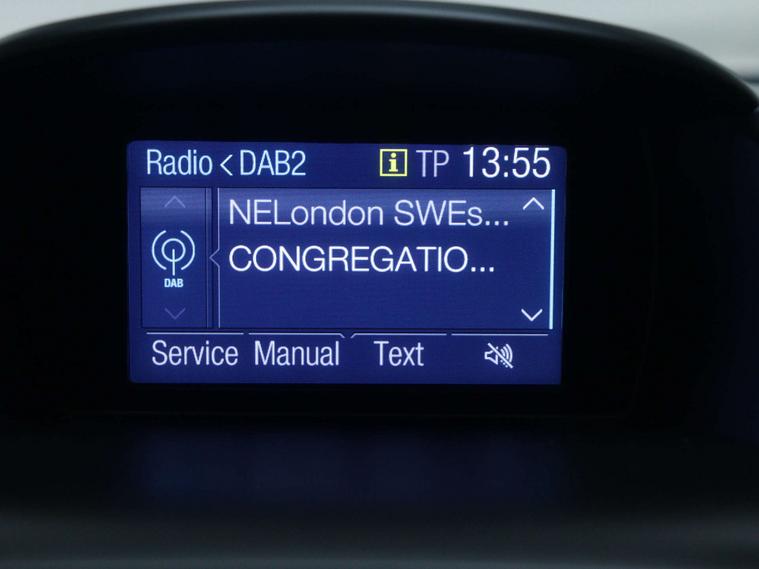 Radio < DAB2 i TP 13:55
NELondon SWEs...
DAB CONGREGATIO...
Service Manual Text